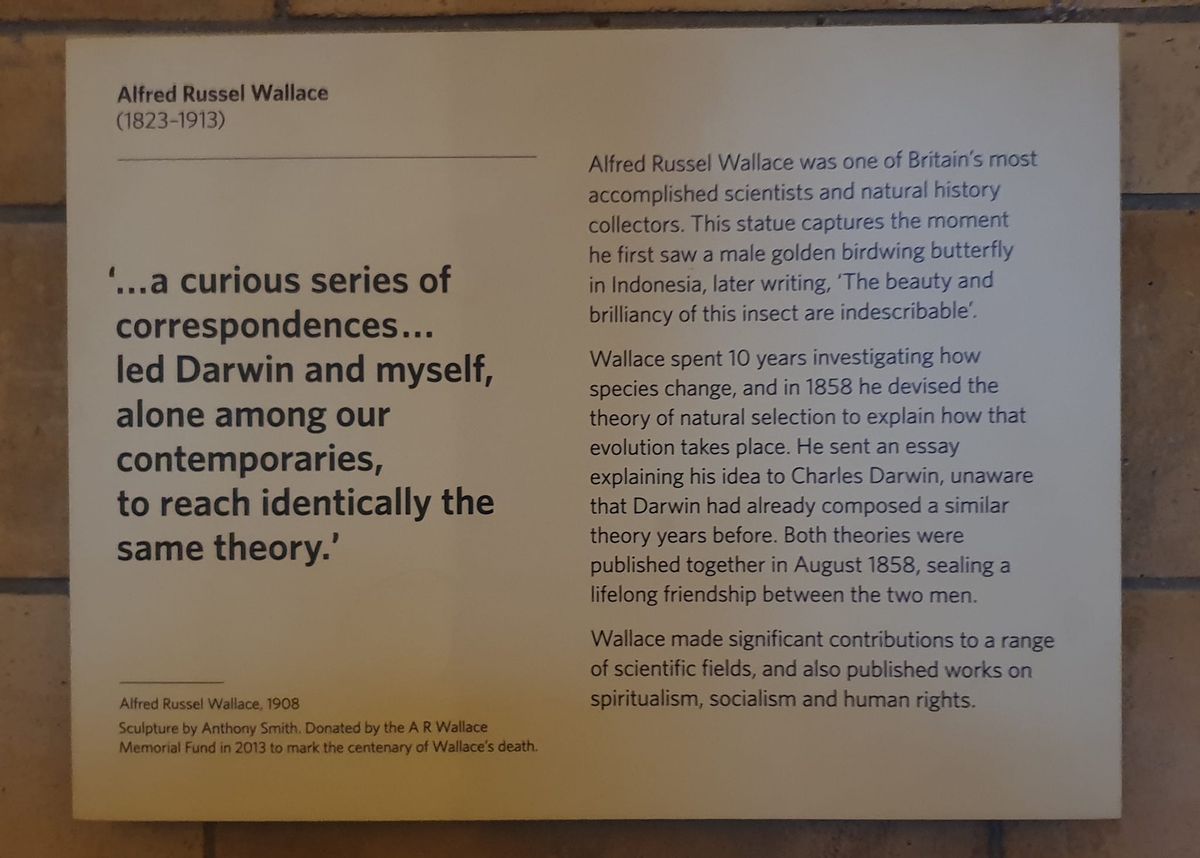 Alfred Russel Wallace
(1823–1913)
‘…a curious series of
correspondences…
led Darwin and myself,
alone among our
contemporaries,
to reach identically the
same theory.’
Alfred Russel Wallace, 1908
Sculpture by Anthony Smith. Donated by the A R Wallace
Memorial Fund in 2013 to mark the centenary of Wallace’s death.
Alfred Russel Wallace was one of Britain’s most
accomplished scientists and natural history
collectors. This statue captures the moment
he first saw a male golden birdwing butterfly
in Indonesia, later writing, ‘The beauty and
brilliancy of this insect are indescribable’.
Wallace spent 10 years investigating how
species change, and in 1858 he devised the
theory of natural selection to explain how that
evolution takes place. He sent an essay
explaining his idea to Charles Darwin, unaware
that Darwin had already composed a similar
theory years before. Both theories were
published together in August 1858, sealing a
lifelong friendship between the two men.
Wallace made significant contributions to a range
of scientific fields, and also published works on
spiritualism, socialism and human rights.